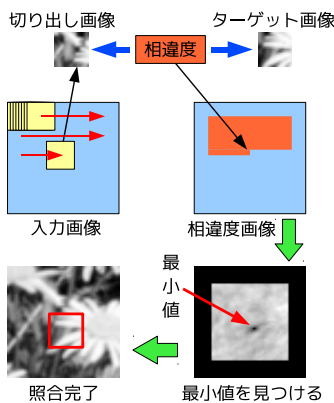 切り出し画像
ターゲット画像
相違度
入力画像
相違度画像
最小値
照合完了
最小値を見つける